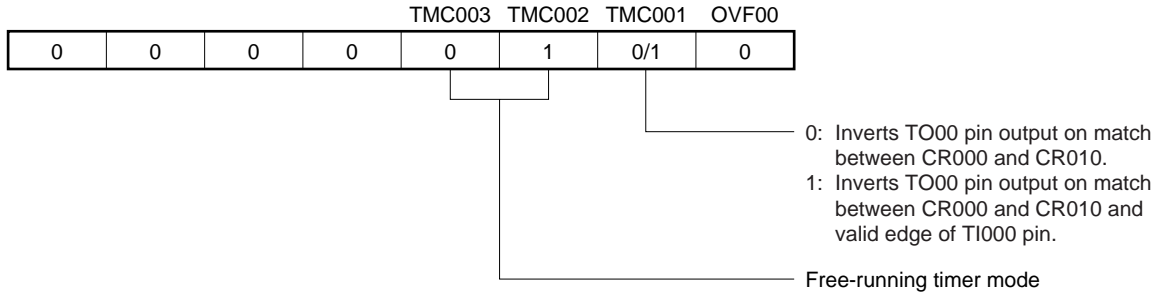 TMC003 TMC002 TMC001 OVF00
0 0 0 0 0 1 0/1 0
0: Inverts TO00 pin output on match
between CR000 and CR010.
1: Inverts TO00 pin output on match
between CR000 and CR010 and
valid edge of TI000 pin.
Free-running timer mode